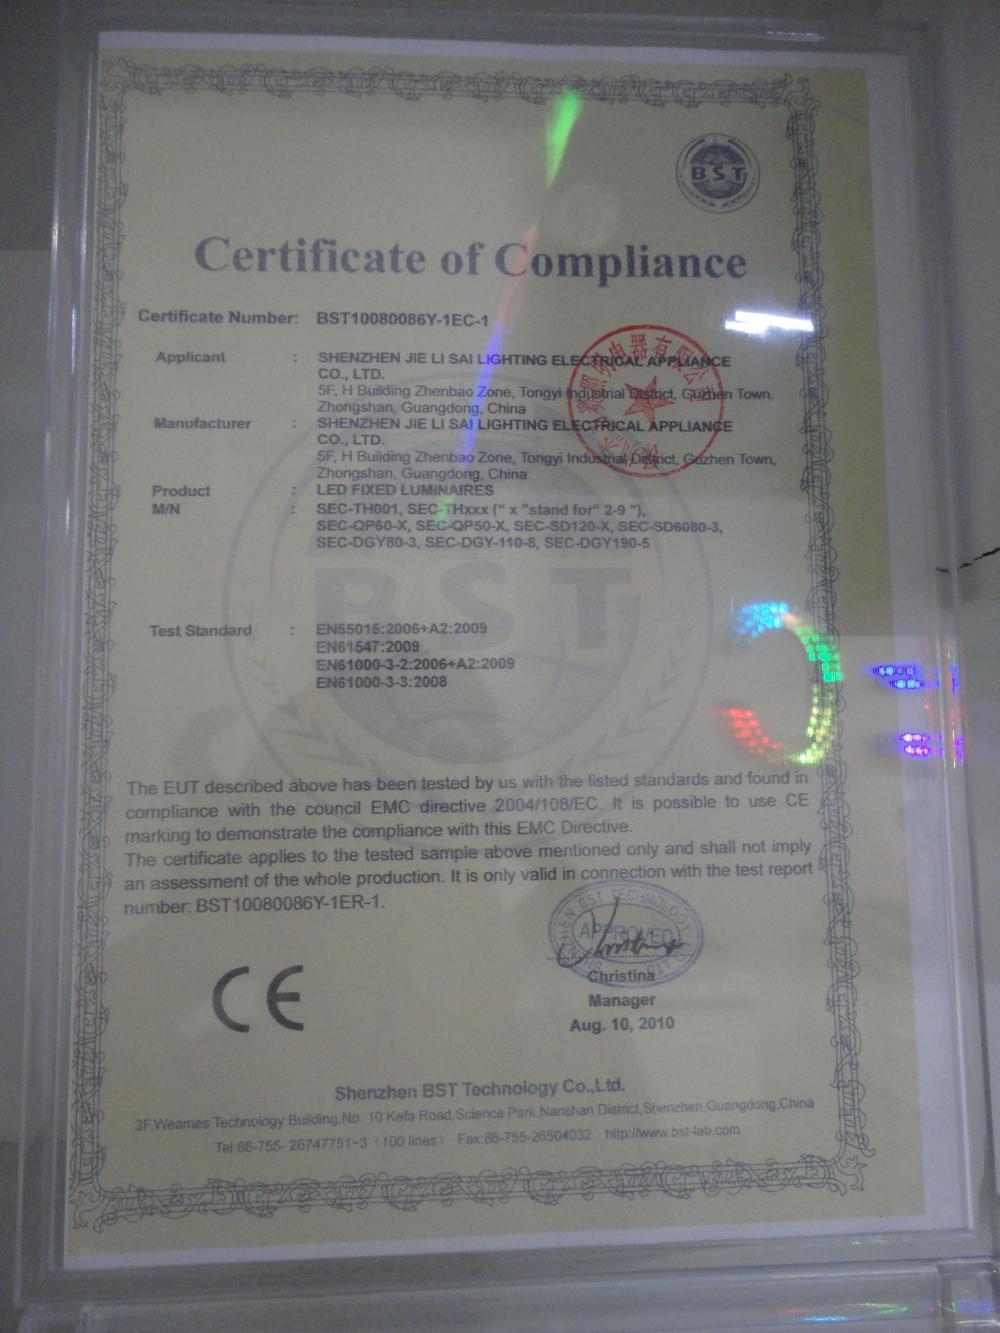 BST
Certificate of Compliance
Certificate Number: BST10080086Y-1EC-1
Applicant : SHENZHEN JIE LI SAI LIGHTING ELECTRICAL APPLIANCE
CO., LTD.
5F, H Building Zhenbao Zone, Tongyi Industrial District, Guzhen Town,
Zhongshan, Guangdong, China
Manufacturer : SHENZHEN JIE LI SAI LIGHTING ELECTRICAL APPLIANCE
CO., LTD.
5F, H Building Zhenbao Zone, Tongyi Industrial District, Guzhen Town,
Zhongshan, Guangdong, China
Product : LED FIXED LUMINAIRES
M/N : SEC-TH001, SEC-THxxx (“ x ”stand for“ 2-9 ”),
SEC-QP60-X, SEC-QP50-X, SEC-SD120-X, SEC-SD6080-3,
SEC-DGY80-3, SEC-DGY-110-8, SEC-DGY190-5
BST
Test Standard : EN55015:2006+A2:2009
EN61547:2009
EN61000-3-2:2006+A2:2009
EN61000-3-3:2008
The EUT described above has been tested by us with the listed standards and found in
compliance with the council EMC directive 2004/108/EC. It is possible to use CE
marking to demonstrate the compliance with this EMC Directive.
The certificate applies to the tested sample above mentioned only and shall not imply
an assessment of the whole production. It is only valid in connection with the test report
number: BST10080086Y-1ER-1.
APPROVED
CE
Christina
Manager
Aug. 10, 2010
Shenzhen BST Technology Co.,Ltd.
3F,Weames Technology Building,No. 10 Kefa Road,Science Park,Nanshan District,Shenzhen,Guangdong,China
Tel:86-755- 26747751~3 (100 lines) Fax:86-755-26504032 http://www.bst-lab.com